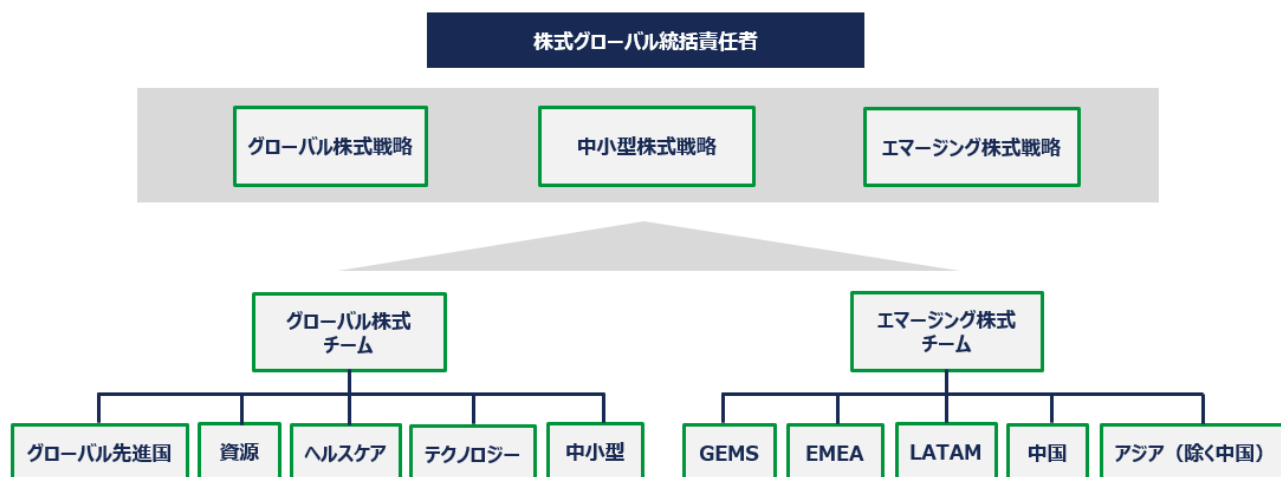 株式グローバル統括責任者
グローバル株式戦略
中小型株式戦略
エマージング株式戦略
グローバル株式
チーム
エマージング株式
チーム
グローバル先進国
資源
ヘルスケア
テクノロジー
中小型
GEMS
EMEA
LATAM
中国
アジア（除く中国）